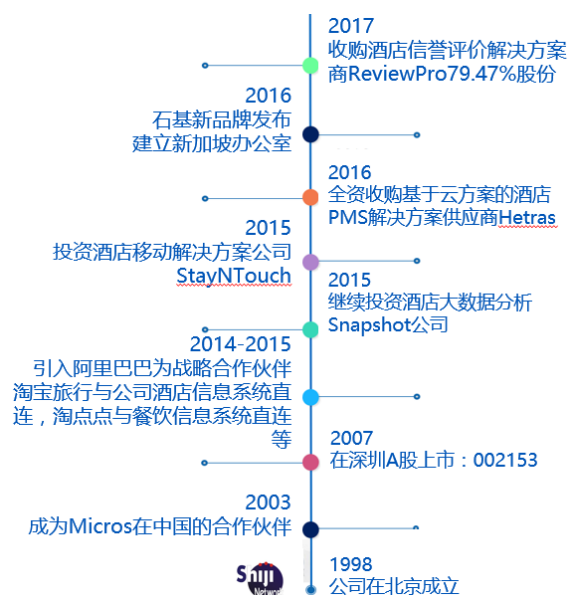 2017
收购酒店信誉评价解决方案
商ReviewPro79.47%股份
2016
石基新品牌发布
建立新加坡办公室
2016
全资收购基于云方案的酒店
PMS解决方案供应商Hetras
2015
投资酒店移动解决方案公司
StayNTouch
2015
继续投资酒店大数据分析
Snapshot公司
2014-2015
引入阿里巴巴为战略合作伙伴
淘宝旅行与公司酒店信息系统直
连，淘点点与餐饮信息系统直连
等
2007
在深圳A股上市：002153
2003
成为Micros在中国的合作伙伴
1998
公司在北京成立
Shiji
Network